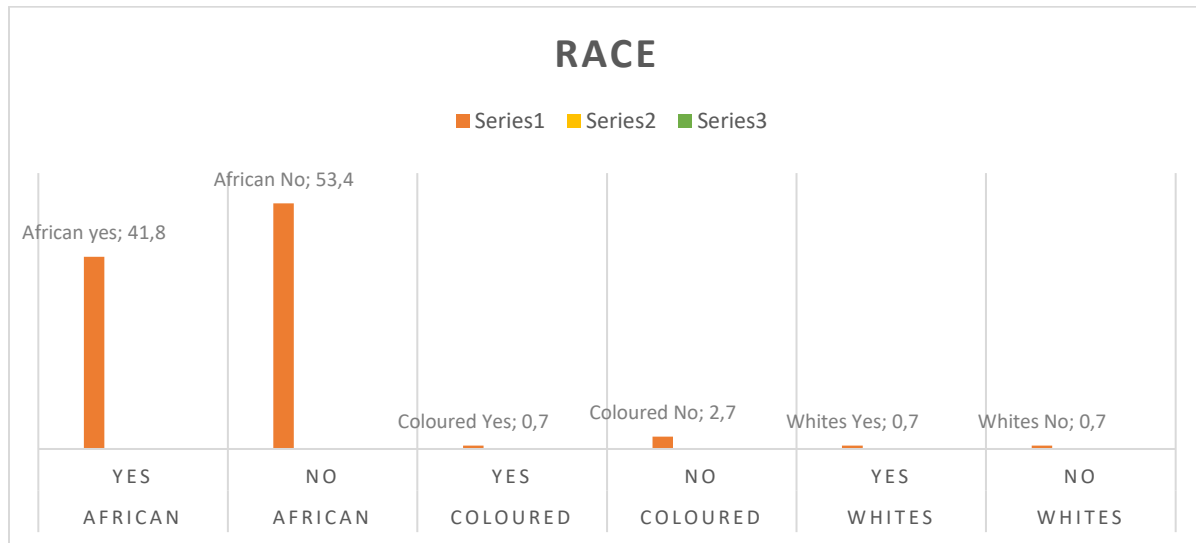 RACE
Series1 Series2 Series3
African No; 53,4
African yes; 41,8
Coloured No; 2,7
Coloured Yes; 0,7 Whites Yes; 0,7 Whites No; 0,7
YES NO YES NO YES NO
AFRICAN AFRICAN COLOURED COLOURED WHITES WHITES